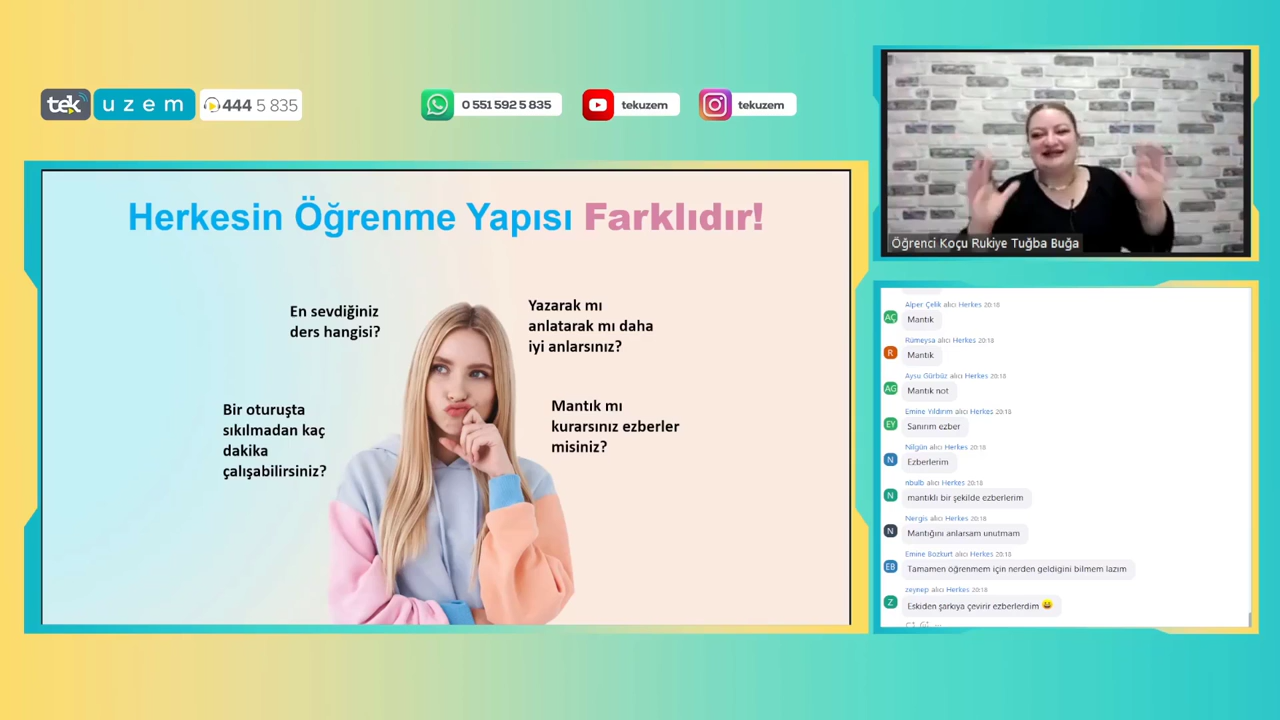 tek uzem 444 5 835
0 551 592 5 835
tekuzem
tekuzem
Herkesin Öğrenme Yapısı Farklıdır!
En sevdiğiniz
ders hangisi?
Yazarak mı
anlatarak mı daha
iyi anlarsınız?
Bir oturuşta
sıkılmadan kaç
dakika
çalışabilirsiniz?
Mantık mı
kurarsınız ezberler
misiniz?
Öğrenci Koçu Rukiye Tuğba Buğa
Alper Çelik alıcı Herkes 20:18
AÇ
Mantık
Rümeysa alıcı Herkes 20:18
R
Mantık
Aysu Gürbüz alıcı Herkes 20:18
AG
Mantık not
Emine Yıldırım alıcı Herkes 20:18
EY
Sanırım ezber
Nilgün alıcı Herkes 20:18
N
Ezberlerim
nbulb alıcı Herkes 20:18
N
mantıklı bir şekilde ezberlerim
Nergis alıcı Herkes 20:18
N
Mantığını anlarsam unutmam
Emine Bozkurt alıcı Herkes 20:18
EB
Tamamen öğrenmem için nerden geldigini bilmem lazım
zeynep alıcı Herkes 20:18
Z
Eskiden şarkıya çevirir ezberlerdim 😄